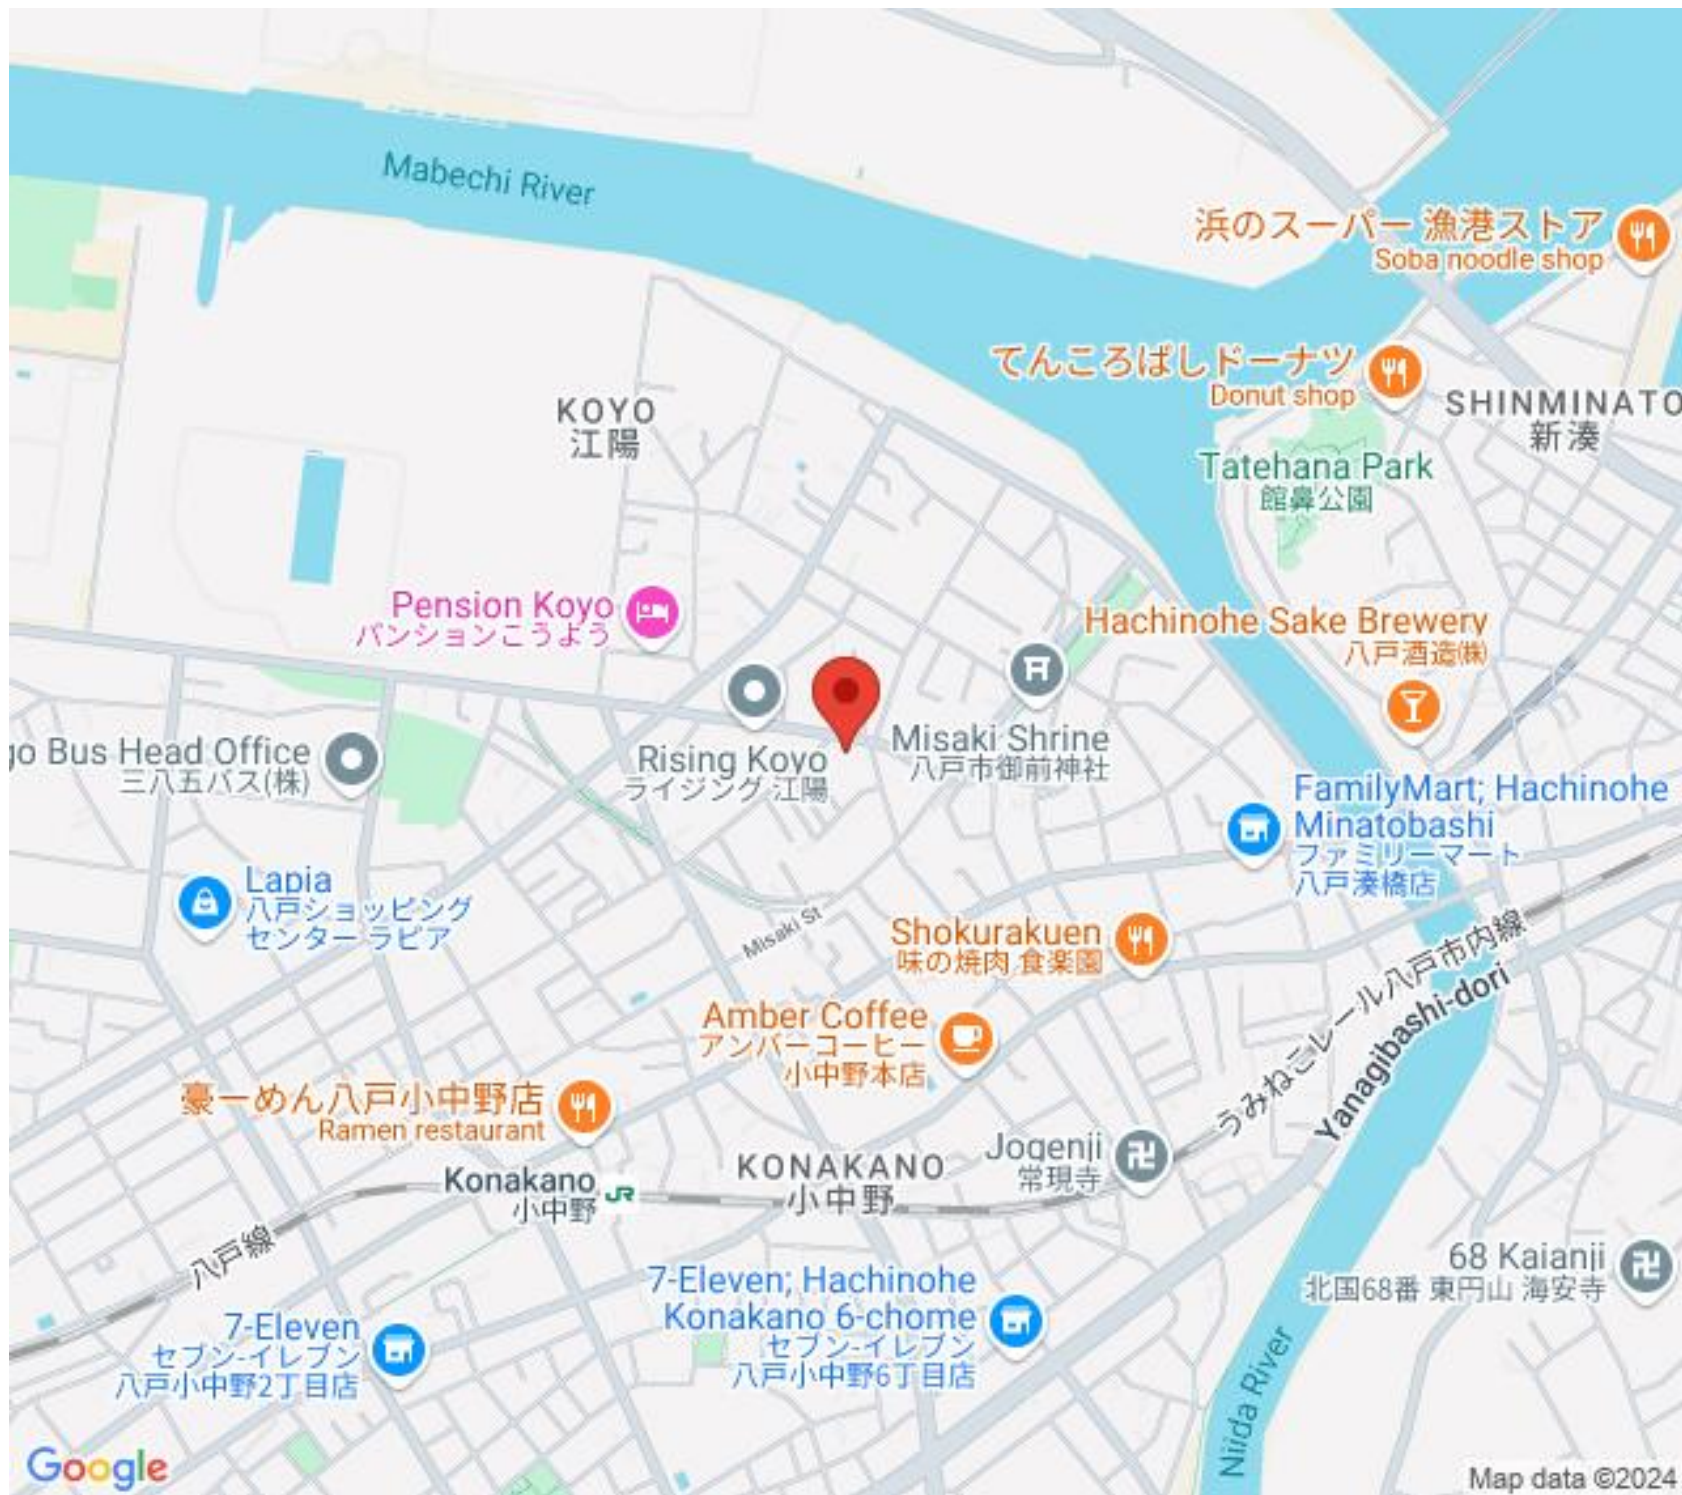 Mabechi River
浜のスーパー 漁港ストア
Soba noodle shop
てんころばしドーナツ
Donut shop
KOYO
江陽
SHINMINATO
新湊
Tatehana Park
館鼻公園
Pension Koyo
パンションこうよう
Hachinohe Sake Brewery
八戸酒造㈱
go Bus Head Office
三八五バス(株)
Rising Koyo
ライジング 江陽
Misaki Shrine
八戸市御前神社
FamilyMart; Hachinohe
Minatobashi
ファミリーマート
八戸湊橋店
Lapia
八戸ショッピング
センター ラピア
Misaki St
Shokurakuen
味の焼肉 食楽園
うみねこレール八戸市内線
Yanagibashi-dori
Amber Coffee
アンバーコーヒー
小中野本店
豪ーめん八戸小中野店
Ramen restaurant
Konakano
小中野
JR
KONAKANO
小中野
Jogenji
常現寺
八戸線
68 Kaianji
北国68番 東円山 海安寺
7-Eleven; Hachinohe
Konakano 6-chome
セブン-イレブン
八戸小中野6丁目店
7-Eleven
セブン-イレブン
八戸小中野2丁目店
Niida River
Google
Map data ©2024